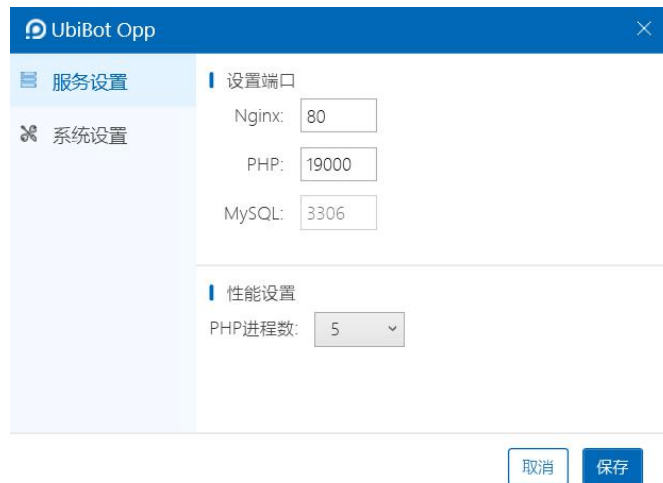 UbiBot Opp
服务设置
系统设置
设置端口
Nginx: 80
PHP: 19000
MySQL: 3306
性能设置
PHP进程数: 5
取消 保存